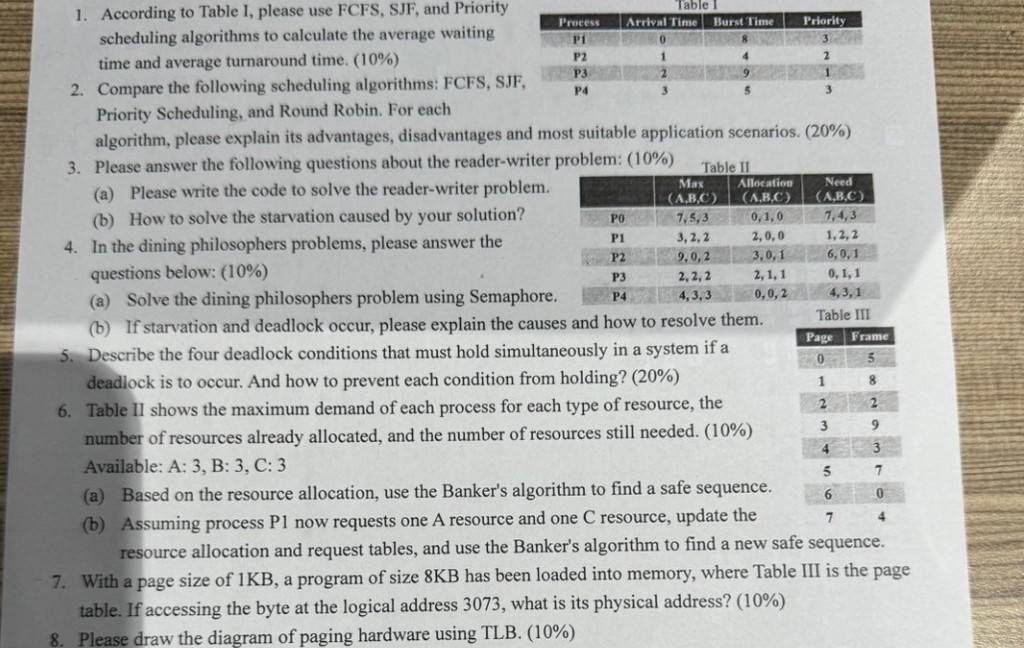 1. According to Table I, please use FCFS, SJF, and Priority
scheduling algorithms to calculate the average waiting
time and average turnaround time. (10%)
Table I
Process Arrival Time Burst Time Priority
P1 0 8 3
P2 1 4 2
P3 2 9 1
P4 3 5 3
2. Compare the following scheduling algorithms: FCFS, SJF,
Priority Scheduling, and Round Robin. For each
algorithm, please explain its advantages, disadvantages and most suitable application scenarios. (20%)
3. Please answer the following questions about the reader-writer problem: (10%)
(a) Please write the code to solve the reader-writer problem.
(b) How to solve the starvation caused by your solution?
Table II
Max Allocation Need
(A,B,C) (A,B,C) (A,B,C)
P0 7,5,3 0,1,0 7,4,3
P1 3,2,2 2,0,0 1,2,2
P2 9,0,2 3,0,1 6,0,1
P3 2,2,2 2,1,1 0,1,1
P4 4,3,3 0,0,2 4,3,1
4. In the dining philosophers problems, please answer the
questions below: (10%)
(a) Solve the dining philosophers problem using Semaphore.
(b) If starvation and deadlock occur, please explain the causes and how to resolve them.
Table III
Page Frame
0 5
1 8
2 2
3 9
4 3
5 7
6 0
7 4
5. Describe the four deadlock conditions that must hold simultaneously in a system if a
deadlock is to occur. And how to prevent each condition from holding? (20%)
6. Table II shows the maximum demand of each process for each type of resource, the
number of resources already allocated, and the number of resources still needed. (10%)
Available: A: 3, B: 3, C: 3
(a) Based on the resource allocation, use the Banker's algorithm to find a safe sequence.
(b) Assuming process P1 now requests one A resource and one C resource, update the
resource allocation and request tables, and use the Banker's algorithm to find a new safe sequence.
7. With a page size of 1KB, a program of size 8KB has been loaded into memory, where Table III is the page
table. If accessing the byte at the logical address 3073, what is its physical address? (10%)
8. Please draw the diagram of paging hardware using TLB. (10%)